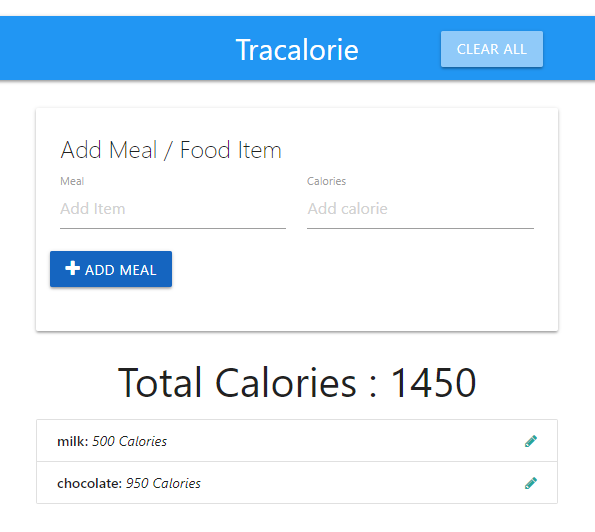 Tracalorie
CLEAR ALL
Add Meal / Food Item
Meal
Calories
Add Item
Add calorie
ADD MEAL
Total Calories : 1450
milk: 500 Calories
chocolate: 950 Calories